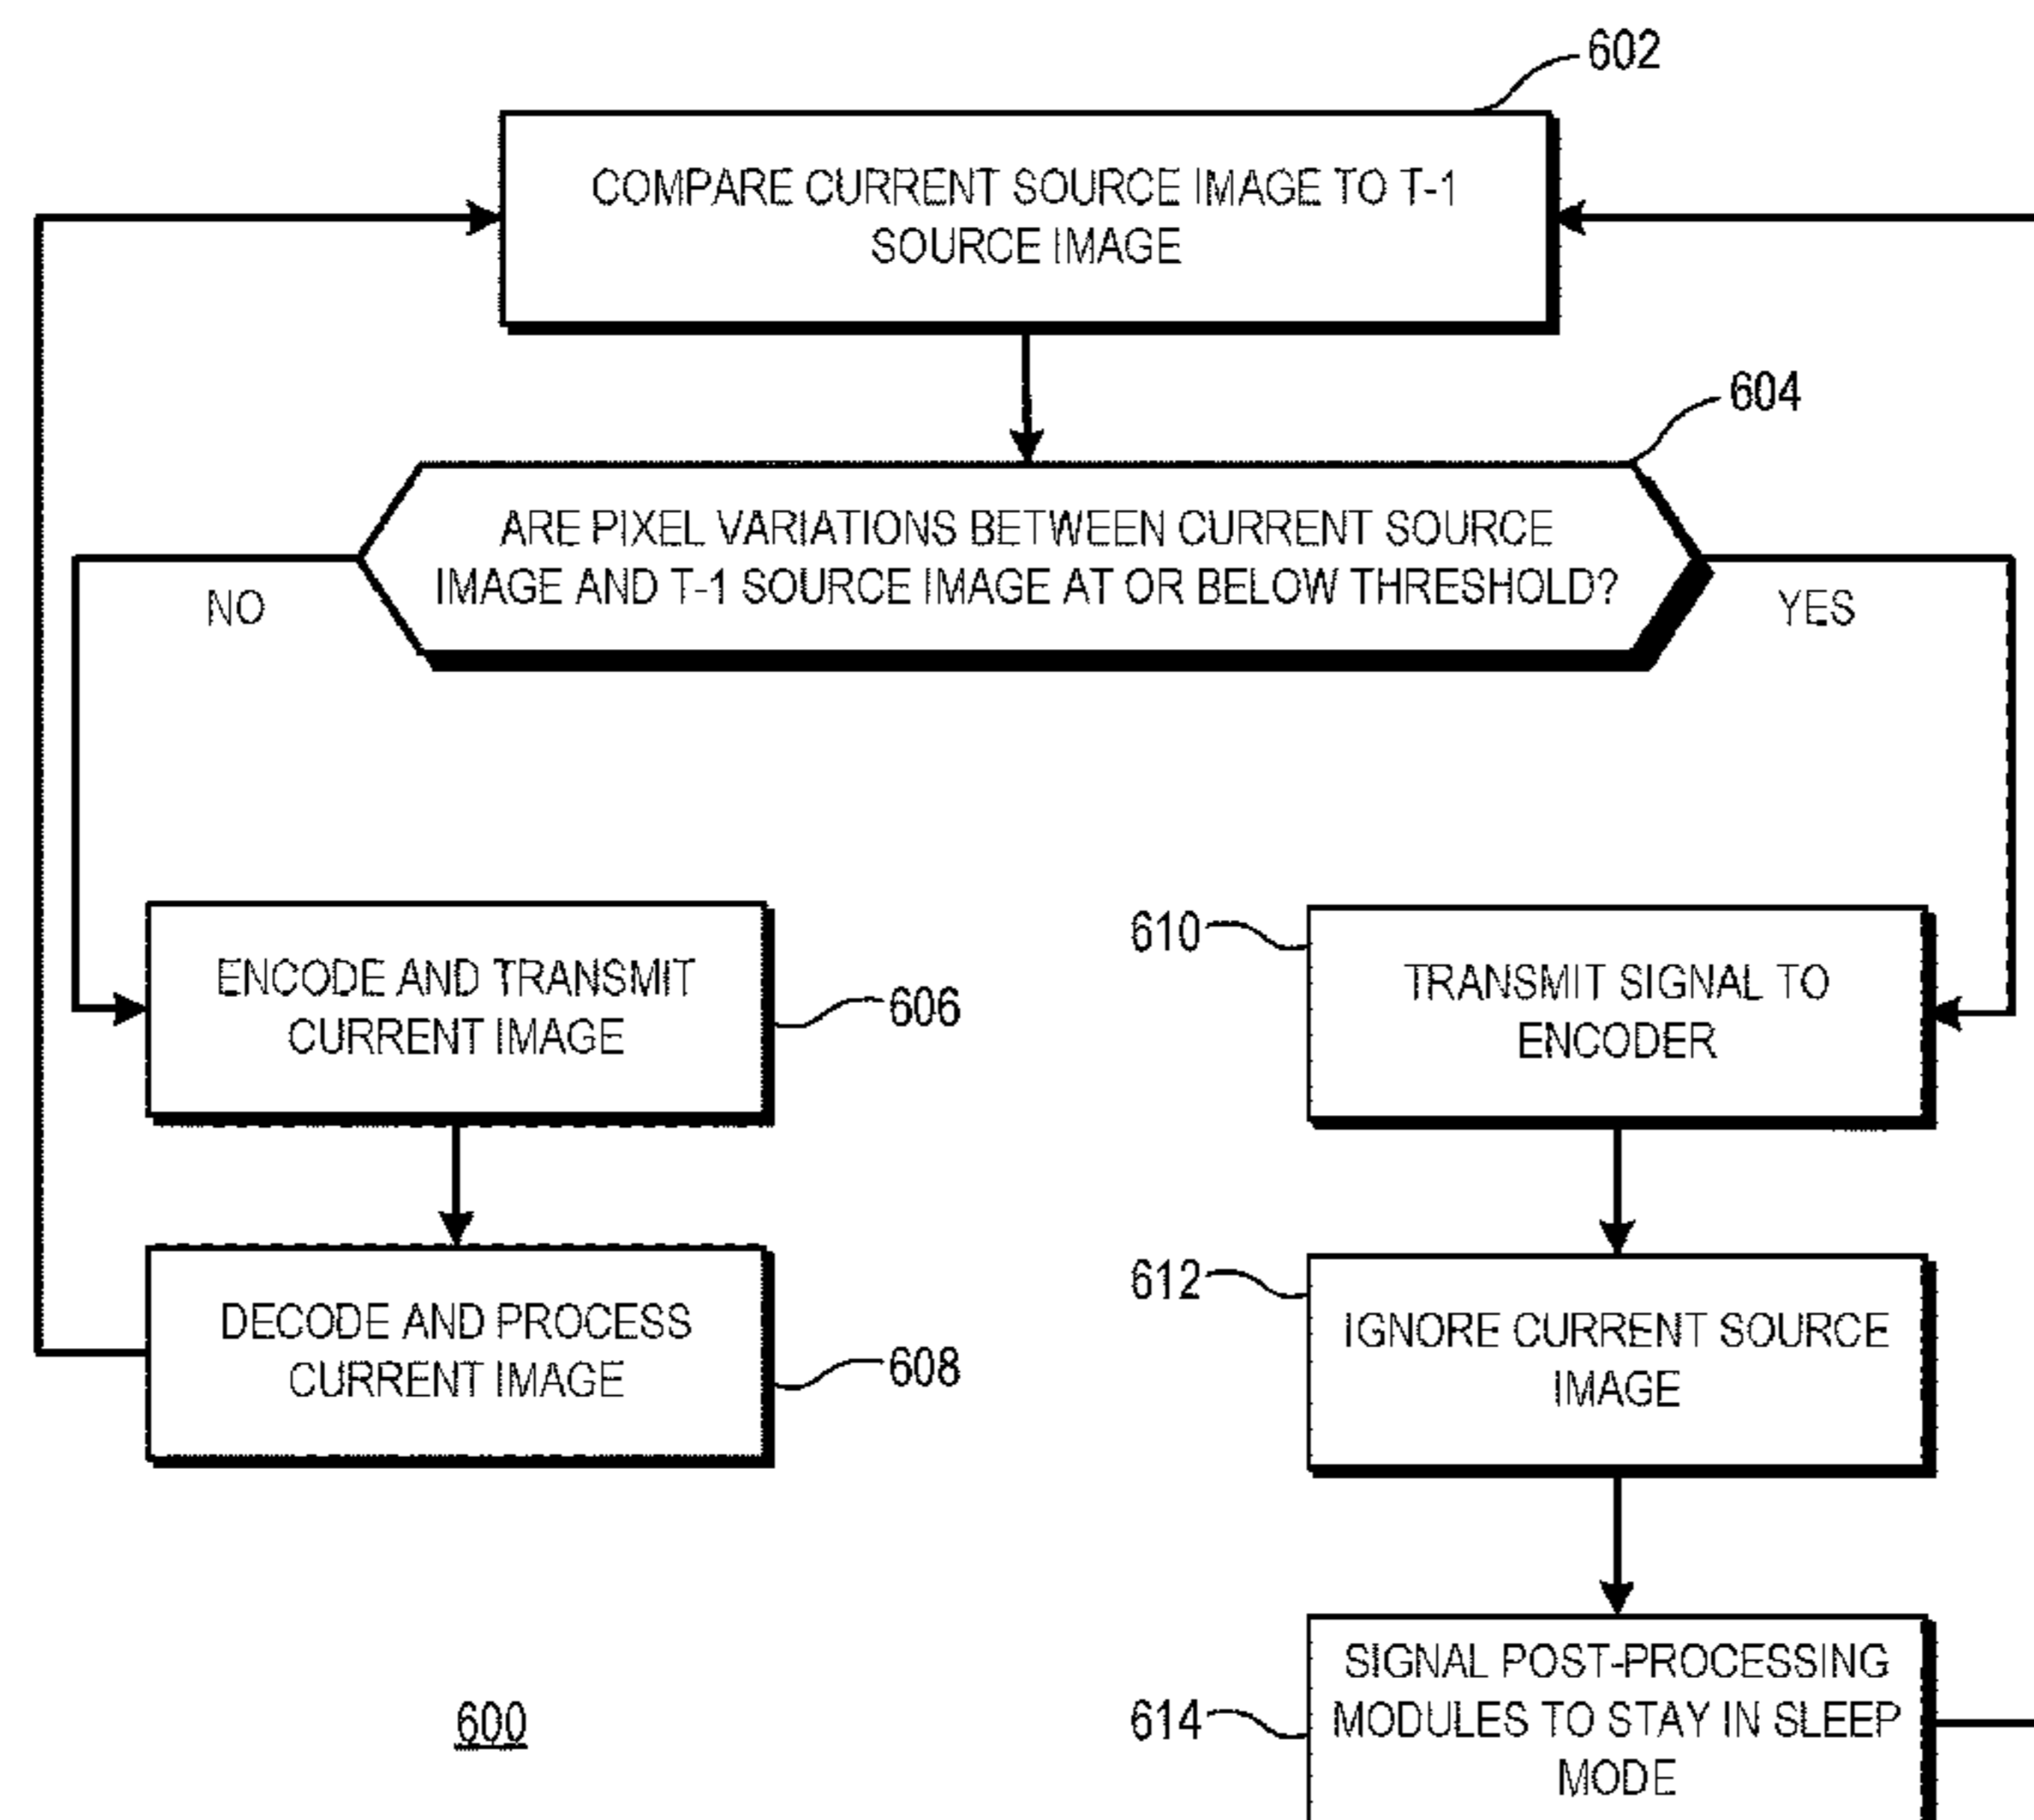 602
COMPARE CURRENT SOURCE IMAGE TO T-1
SOURCE IMAGE
604
ARE PIXEL VARIATIONS BETWEEN CURRENT SOURCE
IMAGE AND T-1 SOURCE IMAGE AT OR BELOW THRESHOLD?
NO
YES
ENCODE AND TRANSMIT
CURRENT IMAGE
606
DECODE AND PROCESS
CURRENT IMAGE
608
610
TRANSMIT SIGNAL TO
ENCODER
612
IGNORE CURRENT SOURCE
IMAGE
614
SIGNAL POST-PROCESSING
MODULES TO STAY IN SLEEP
MODE
600